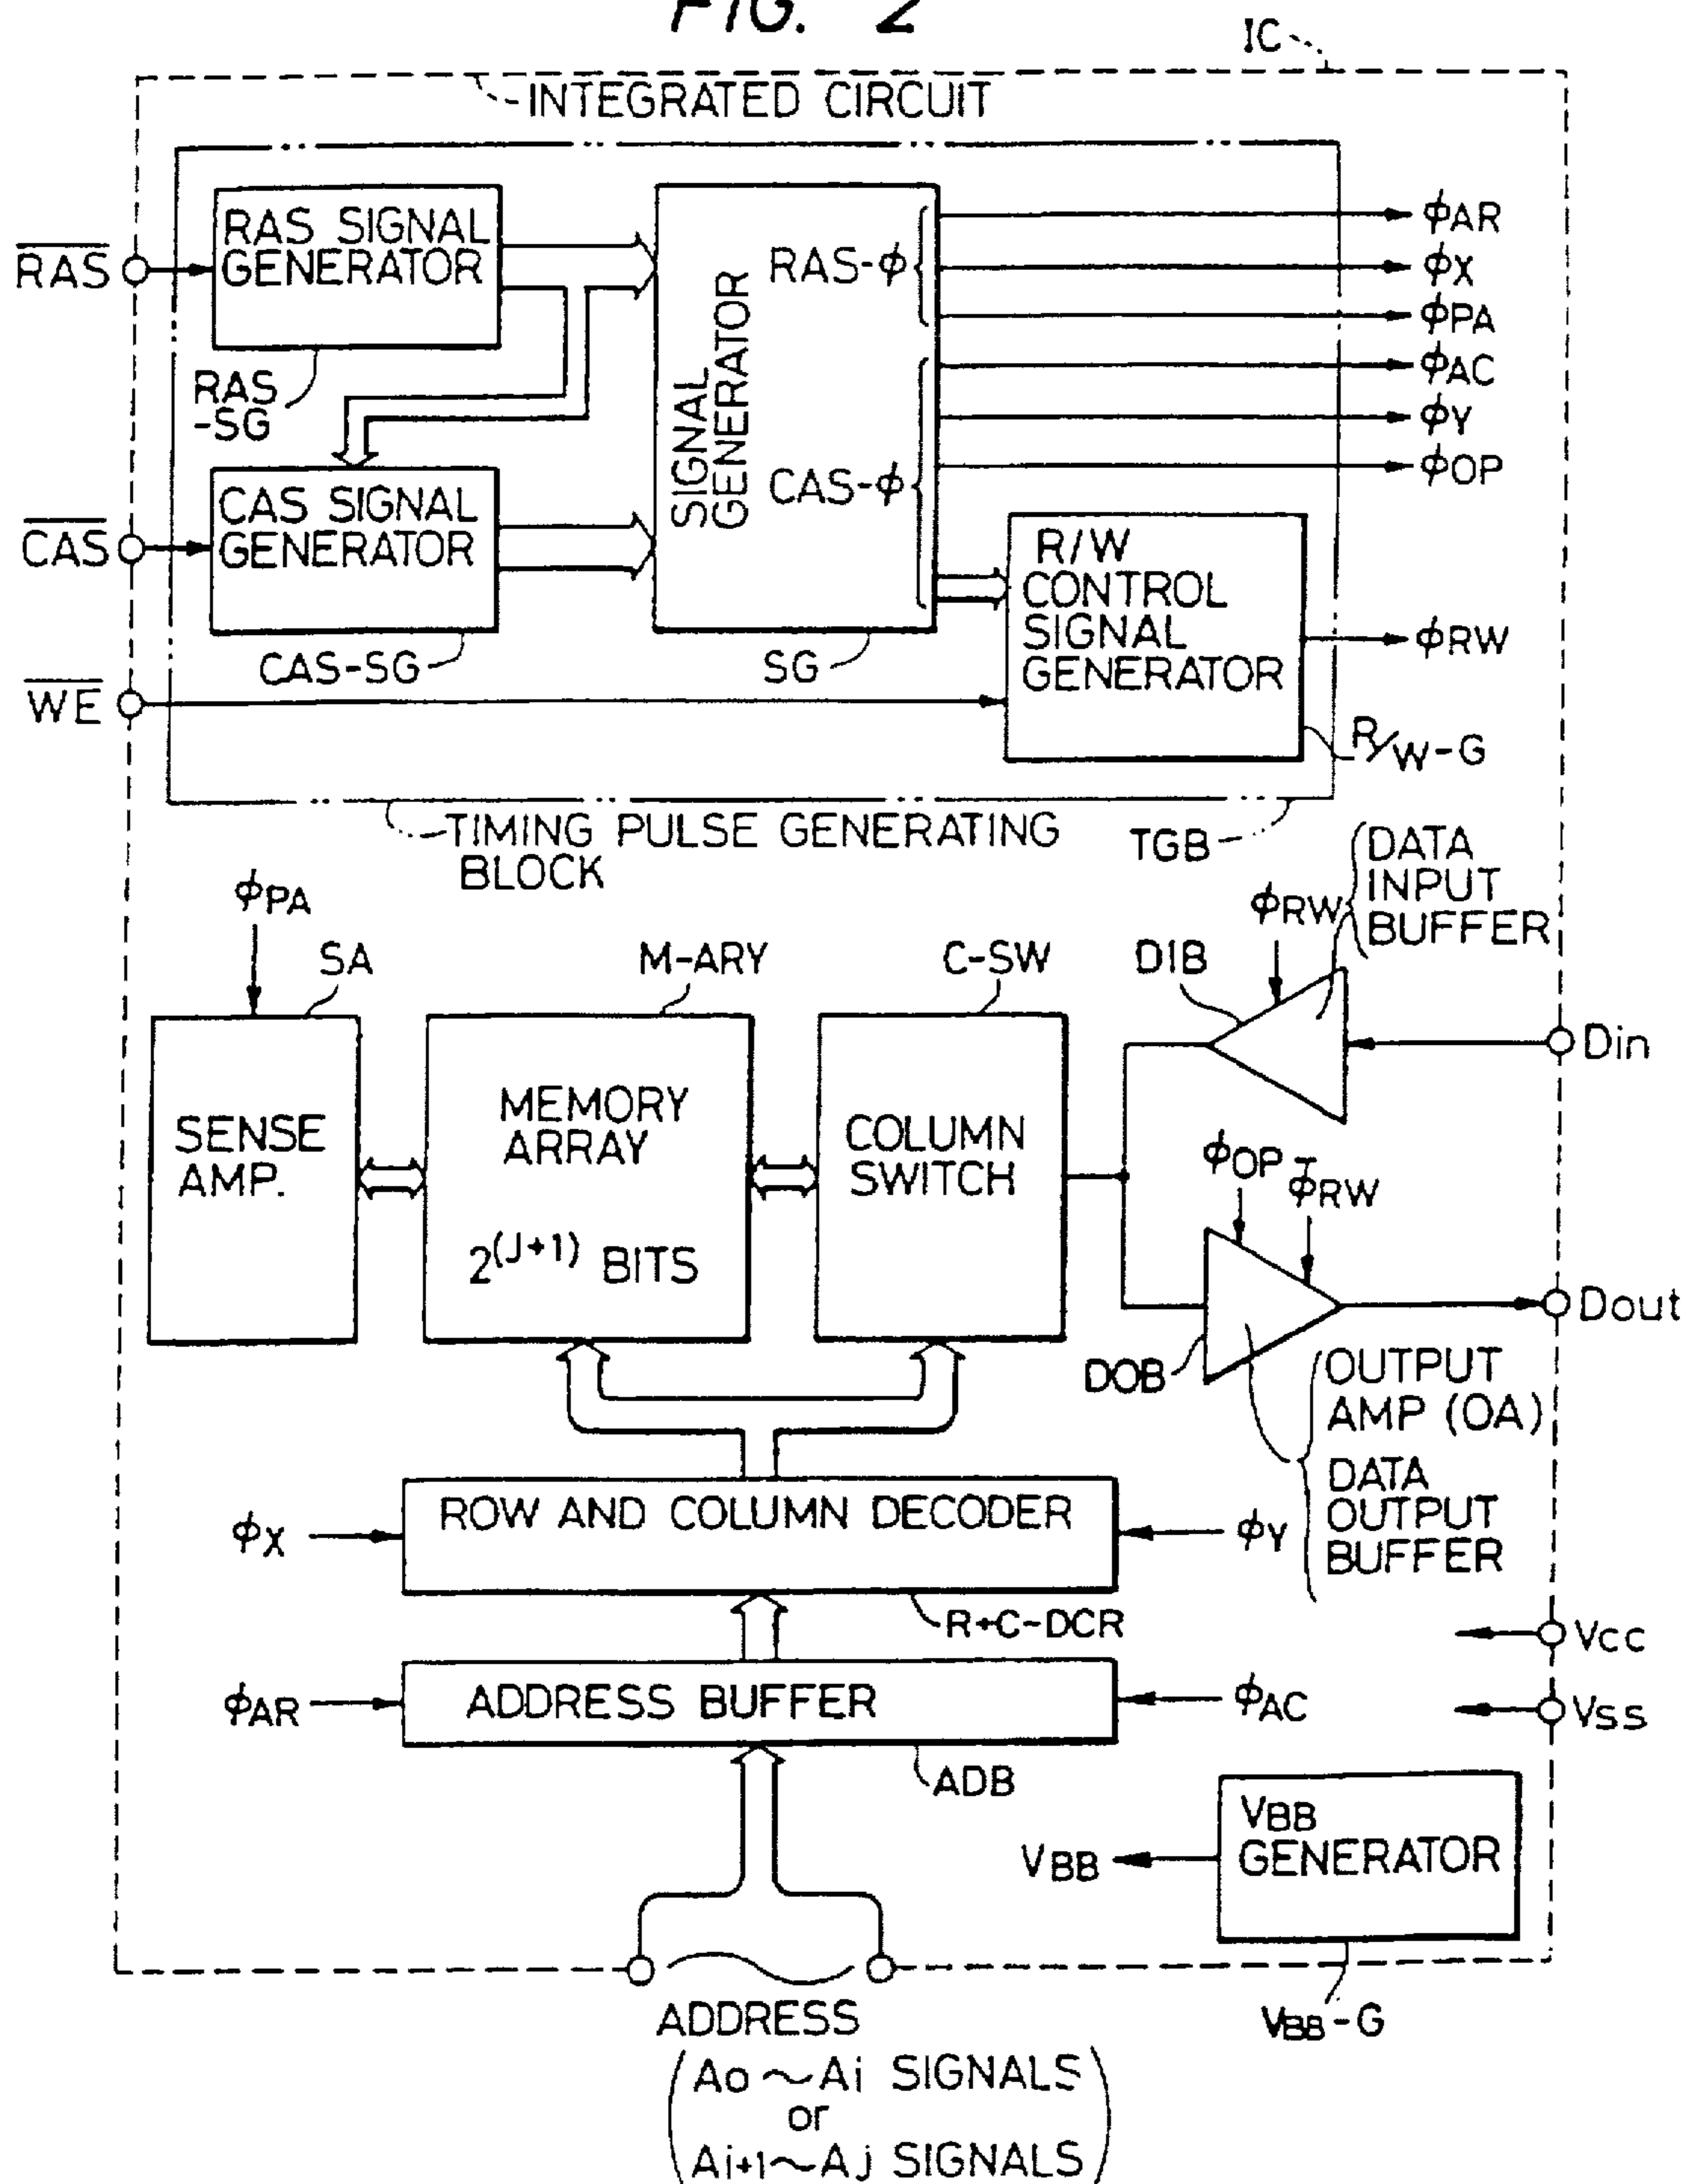 FIG. 2
IC
INTEGRATED CIRCUIT
RAS SIGNAL
GENERATOR
RAS
RAS
-SG
CAS SIGNAL
GENERATOR
CAS
CAS-SG
WE
SIGNAL
GENERATOR
RAS-ϕ
CAS-ϕ
SG
ϕAR
ϕX
ϕPA
ϕAC
ϕY
ϕOP
R/W
CONTROL
SIGNAL
GENERATOR
ϕRW
R/W-G
TIMING PULSE GENERATING
BLOCK
TGB
ϕPA
SA
M-ARY
C-SW
DIB
ϕRW
DATA
INPUT
BUFFER
SENSE
AMP.
MEMORY
ARRAY
2(J+1) BITS
COLUMN
SWITCH
Din
ϕOP
ϕ̅RW
Dout
DOB
OUTPUT
AMP (OA)
DATA
OUTPUT
BUFFER
ϕX
ROW AND COLUMN DECODER
ϕY
R+C-DCR
Vcc
ϕAR
ADDRESS BUFFER
ϕAC
Vss
ADB
VBB
VBB
GENERATOR
VBB-G
ADDRESS
(Ao~Ai SIGNALS
or
Ai+1~Aj SIGNALS)